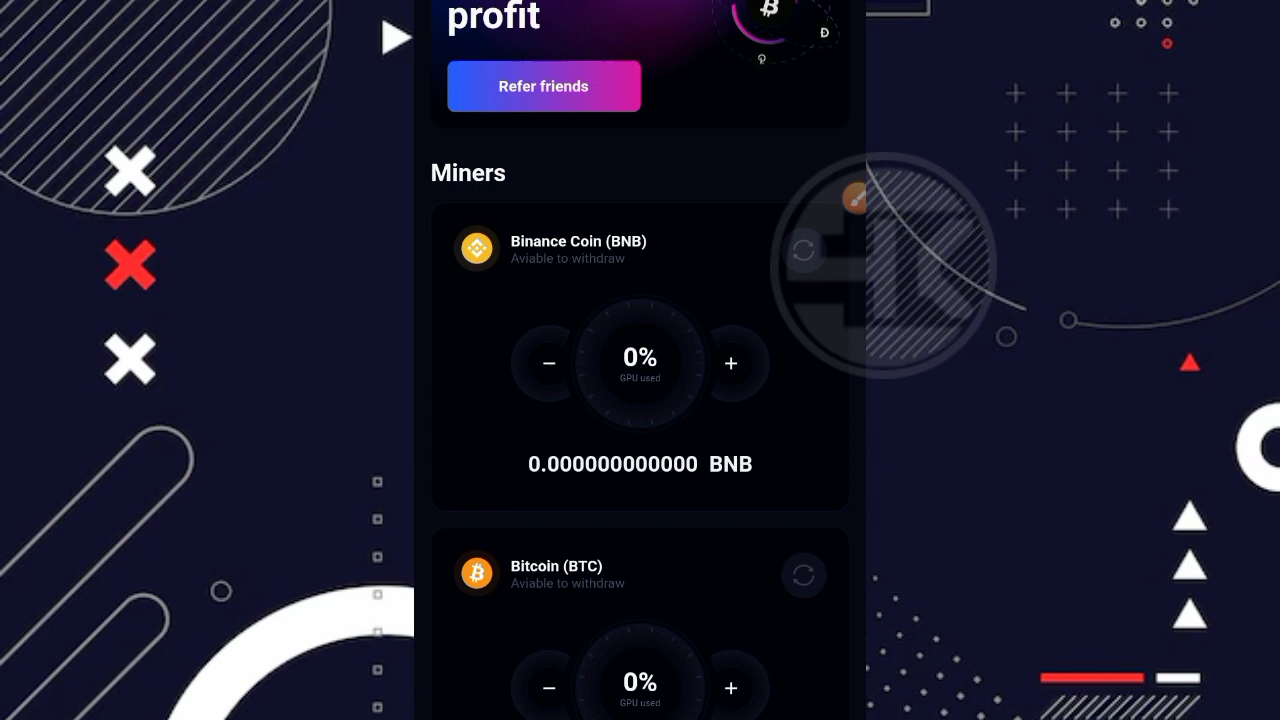 profit
Refer friends
Miners
Binance Coin (BNB)
Aviable to withdraw
−
0%
+
GPU used
0.000000000000 BNB
Bitcoin (BTC)
Aviable to withdraw
−
0%
+
GPU used